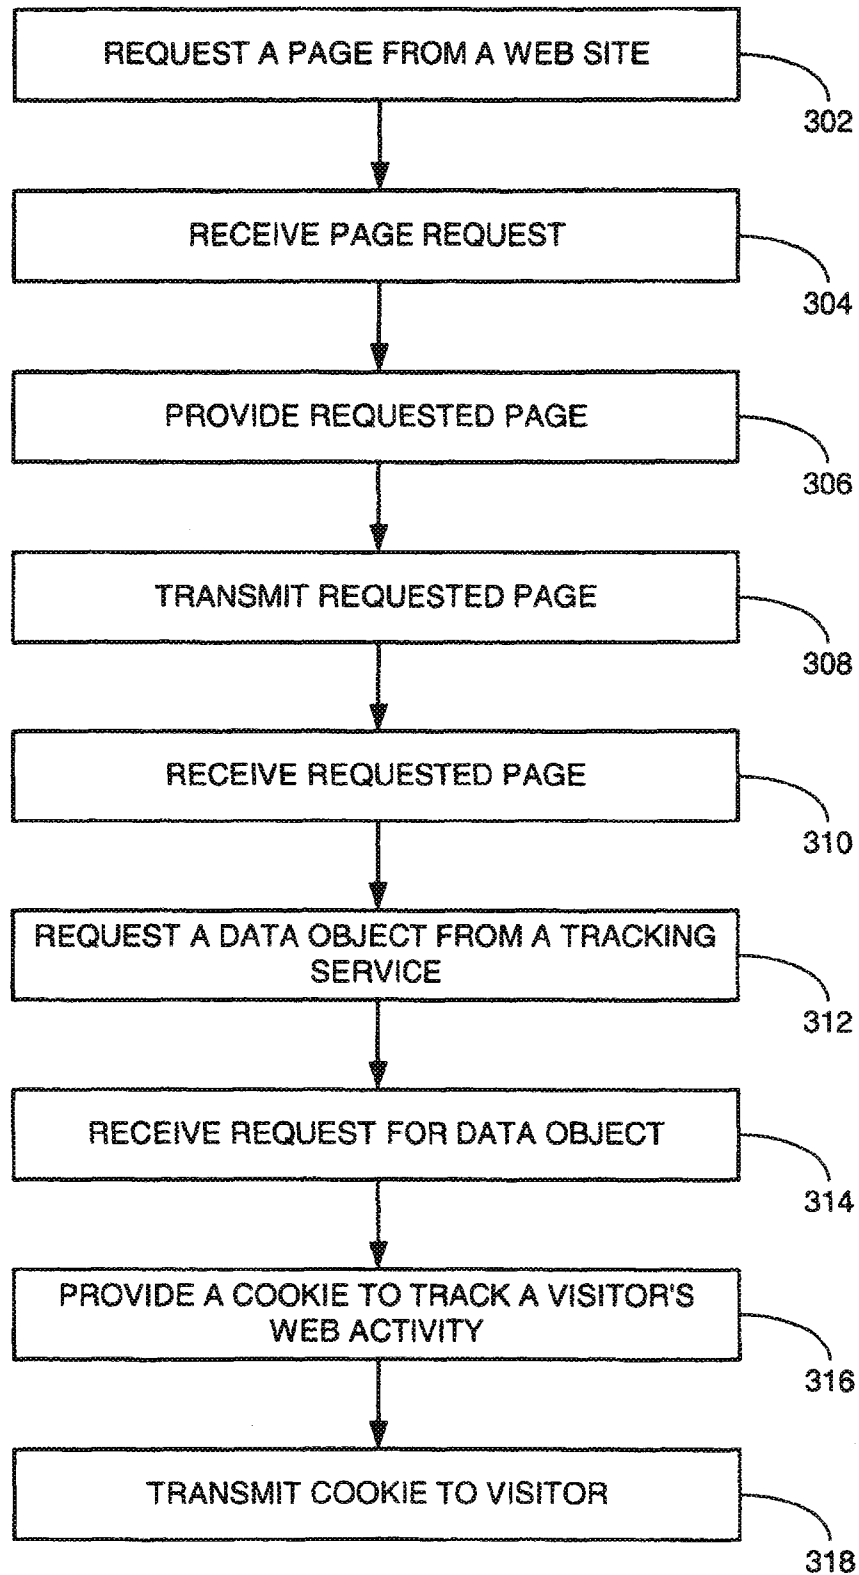 REQUEST A PAGE FROM A WEB SITE
302
RECEIVE PAGE REQUEST
304
PROVIDE REQUESTED PAGE
306
TRANSMIT REQUESTED PAGE
308
RECEIVE REQUESTED PAGE
310
REQUEST A DATA OBJECT FROM A TRACKING
SERVICE
312
RECEIVE REQUEST FOR DATA OBJECT
314
PROVIDE A COOKIE TO TRACK A VISITOR'S
WEB ACTIVITY
316
TRANSMIT COOKIE TO VISITOR
318